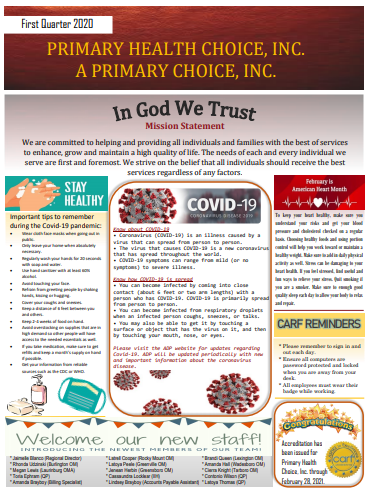 First Quarter 2020
PRIMARY HEALTH CHOICE, INC.
A PRIMARY CHOICE, INC.
In God We Trust
Mission Statement
We are committed to helping and providing all individuals and families with the best of services
to enhance, grow and maintain a high quality of life. The needs of each and every individual we
serve are first and foremost. We strive on the belief that all individuals should receive the best
services regardless of any factors.
STAY
HEALTHY
Important tips to remember
during the Covid-19 pandemic:
Wear cloth face masks when going out in
public.
Only leave your home when absolutely
necessary.
Regularly wash your hands for 20 seconds
with soap and water.
Use hand sanitizer with at least 60%
alcohol.
Avoid touching your face.
Refrain from greeting people by shaking
hands, kissing or hugging.
Cover your coughs and sneezes
Keep distance of 6 feet between you
and others.
Keep 2-3 weeks of food on hand.
Avoid overstocking on supplies that are in
high demand so other people will have
access to the needed essentials as well.
If you take medication, make sure to get
refills and keep a month's supply on hand
if possible.
Get your information from reliable
sources such as the CDC or WHO.
COVID-19
CORONAVIRUS DISEASE 2019
Know about COVID-19
• Coronavirus (COVID-19) is an illness caused by a
virus that can spread from person to person.
• The virus that causes COVID-19 is a new coronavirus
that has spread throughout the world.
• COVID-19 symptoms can range from mild (or no
symptoms) to severe illness.
Know how COVID-19 is spread
• You can become infected by coming into close
contact (about 6 feet or two arm lengths) with a
person who has COVID-19. COVID-19 is primarily spread
from person to person.
• You can become infected from respiratory droplets
when an infected person coughs, sneezes, or talks.
• You may also be able to get it by touching a
surface or object that has the virus on it, and then
by touching your mouth, nose, or eyes.
Please visit the ADP website for updates regarding
Covid-19. ADP will be updated periodically with new
and important information about the coronavirus
disease.
February is
American Heart Month
To keep your heart healthy, make sure you
understand your risks and get your blood
pressure and cholesterol checked on a regular
basis. Choosing healthy foods and using portion
control will help you work toward or maintain a
healthy weight. Make sure to add in daily physical
activity as well. Stress can be damaging to your
heart health. If you feel stressed, find useful and
fun ways to relieve your stress. Quit smoking if
you are a smoker. Make sure to enough good
quality sleep each day to allow your body to relax
and repair.
CARF REMINDERS
* Please remember to sign in and
out each day.
* Ensure all computers are
password protected and locked
when you are away from your
desk.
* All employees must wear their
badge while working.
Congratulations
Accreditation has
been issued for
Primary Health
Choice, Inc. through
February 28, 2021.
carf
Welcome our new staff!
INTRODUCING THE NEWEST MEMBERS OF OUR TEAM!
* Jameele Blanco (Regional Director)
* Rhonda Udzinski (Burlington OM)
* Megan Lewis (Laurinburg OMA)
* Toria Ephram (QP)
* Amanda Brayboy (Billing Specialist)
* Latrell Cooper (Rocky Mount OM)
* Latoya Peele (Greenville OM)
* Jereian Herton (Greensboro OM)
* Cassaundra Locklear (IIH)
* Lindsey Brayboy (Accounts Payable Assistant)
* Brandi Queen (Lexington OM)
* Amanda Hall (Wadesboro OM)
* Cierra Knight (Tarboro OM)
* Contonio Wilson (QP)
* Latoya Thomas (QP)